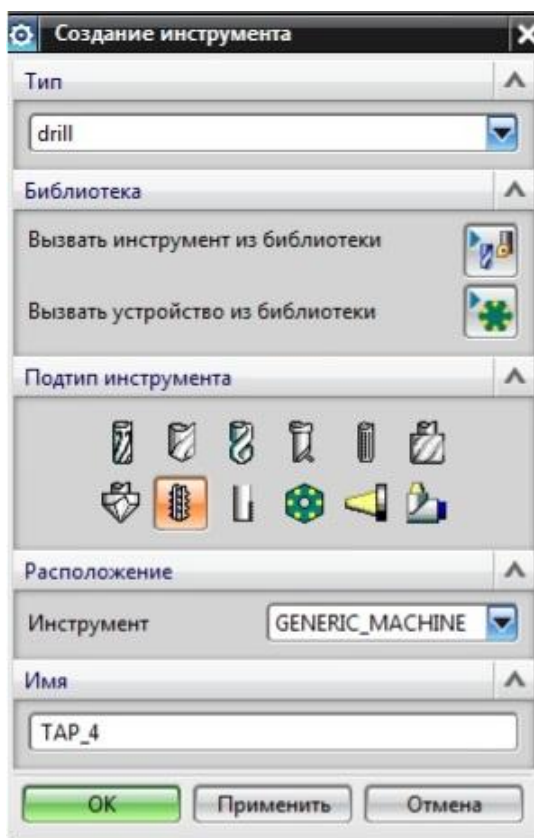 Создание инструмента
Тип
drill
Библиотека
Вызвать инструмент из библиотеки
Вызвать устройство из библиотеки
Подтип инструмента
Расположение
Инструмент GENERIC_MACHINE
Имя
TAP_4
OK Применить Отмена